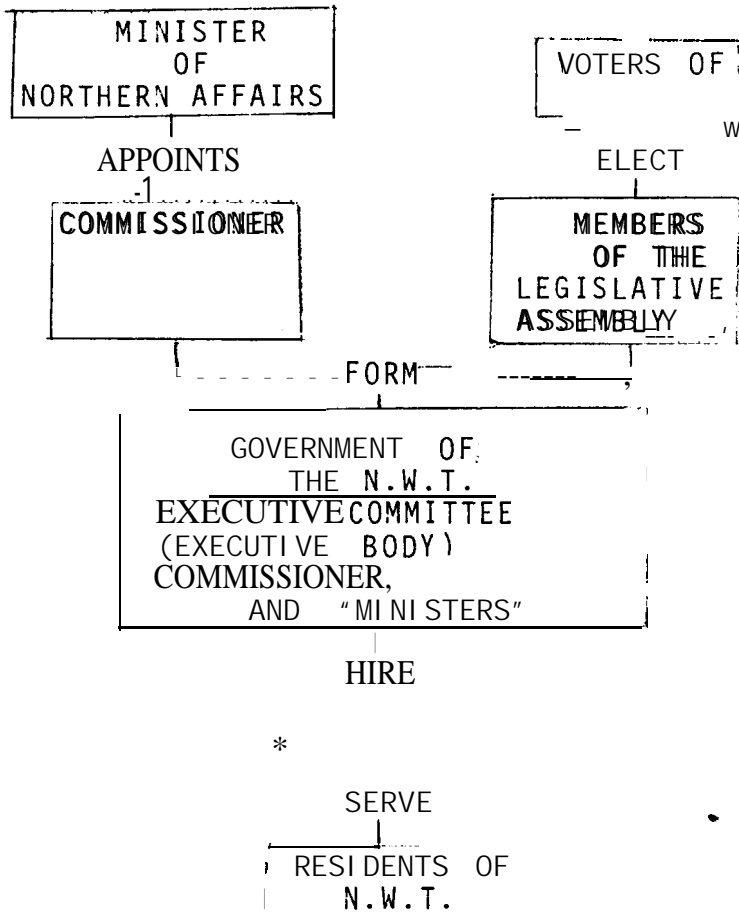 MINISTER
OF
NORTHERN AFFAIRS
VOTERS OF
W
APPOINTS
ELECT
COMMISSIONER
MEMBERS
OF THE
LEGISLATIVE
ASSEMBLY
FORM
GOVERNMENT OF
THE N.W.T.
EXECUTIVE COMMITTEE
(EXECUTIVE BODY)
COMMISSIONER,
AND "MINISTERS"
HIRE
*
SERVE
RESIDENTS OF
N.W.T.